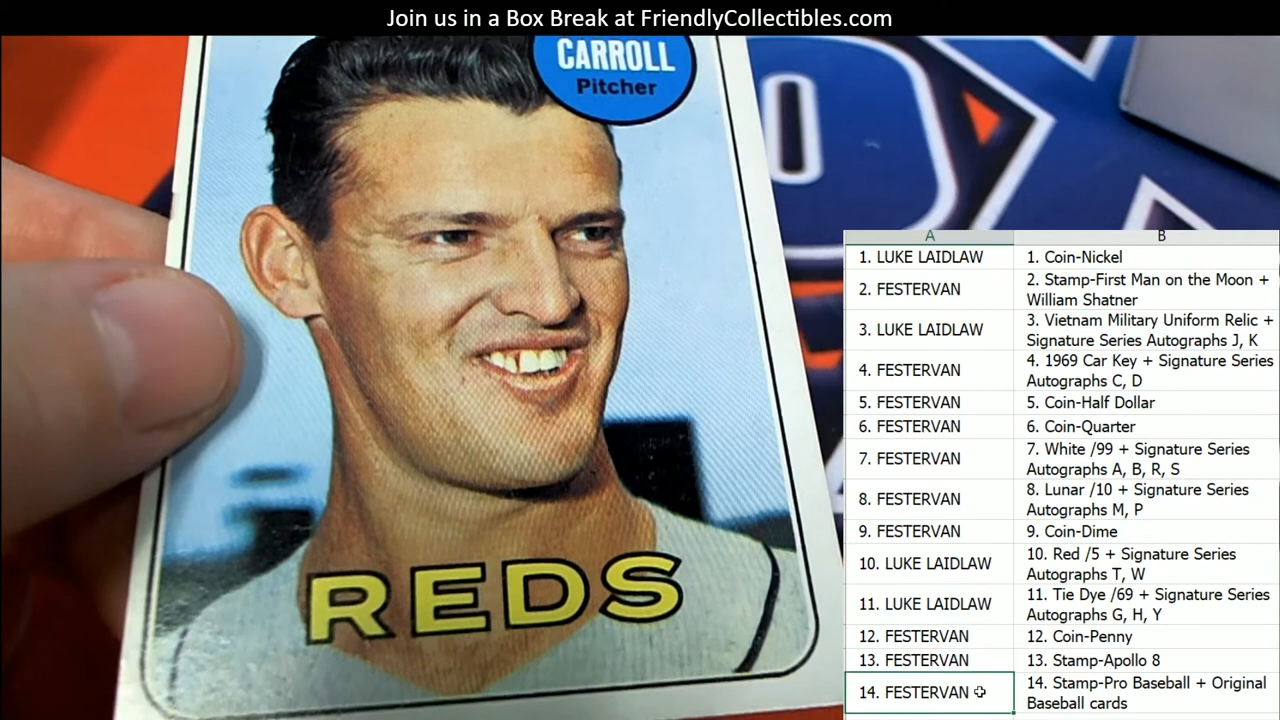 Join us in a Box Break at FriendlyCollectibles.com
CARROLL
Pitcher
REDS
A B
1. LUKE LAIDLAW 1. Coin-Nickel
2. FESTERVAN 2. Stamp-First Man on the Moon +
William Shatner
3. LUKE LAIDLAW 3. Vietnam Military Uniform Relic +
Signature Series Autographs J, K
4. FESTERVAN 4. 1969 Car Key + Signature Series
Autographs C, D
5. FESTERVAN 5. Coin-Half Dollar
6. FESTERVAN 6. Coin-Quarter
7. FESTERVAN 7. White /99 + Signature Series
Autographs A, B, R, S
8. FESTERVAN 8. Lunar /10 + Signature Series
Autographs M, P
9. FESTERVAN 9. Coin-Dime
10. LUKE LAIDLAW 10. Red /5 + Signature Series
Autographs T, W
11. LUKE LAIDLAW 11. Tie Dye /69 + Signature Series
Autographs G, H, Y
12. FESTERVAN 12. Coin-Penny
13. FESTERVAN 13. Stamp-Apollo 8
14. FESTERVAN 14. Stamp-Pro Baseball + Original
Baseball cards